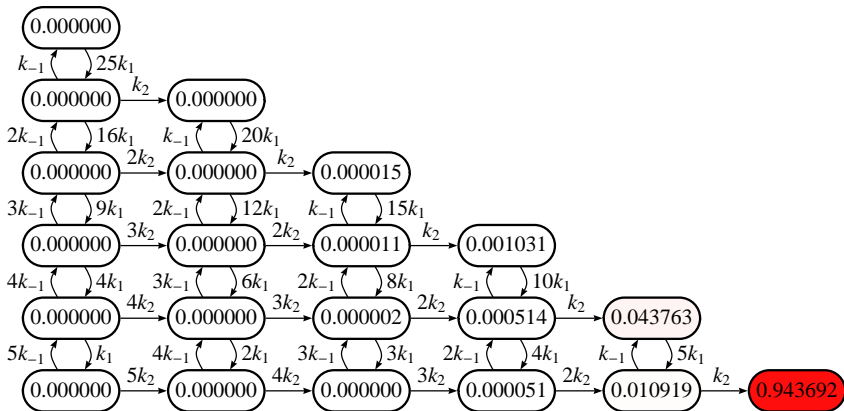 0.000000
k₋₁ 25k₁
k₂
0.000000 0.000000
2k₋₁ 16k₁ k₋₁ 20k₁
2k₂ k₂
0.000000 0.000000 0.000015
3k₋₁ 9k₁ 2k₋₁ 12k₁ k₋₁ 15k₁
3k₂ 2k₂ k₂
0.000000 0.000000 0.000011 0.001031
4k₋₁ 4k₁ 3k₋₁ 6k₁ 2k₋₁ 8k₁ k₋₁ 10k₁
4k₂ 3k₂ 2k₂ k₂
0.000000 0.000000 0.000002 0.000514 0.043763
5k₋₁ k₁ 4k₋₁ 2k₁ 3k₋₁ 3k₁ 2k₋₁ 4k₁ k₋₁ 5k₁
5k₂ 4k₂ 3k₂ 2k₂ k₂
0.000000 0.000000 0.000000 0.000051 0.010919 0.943692